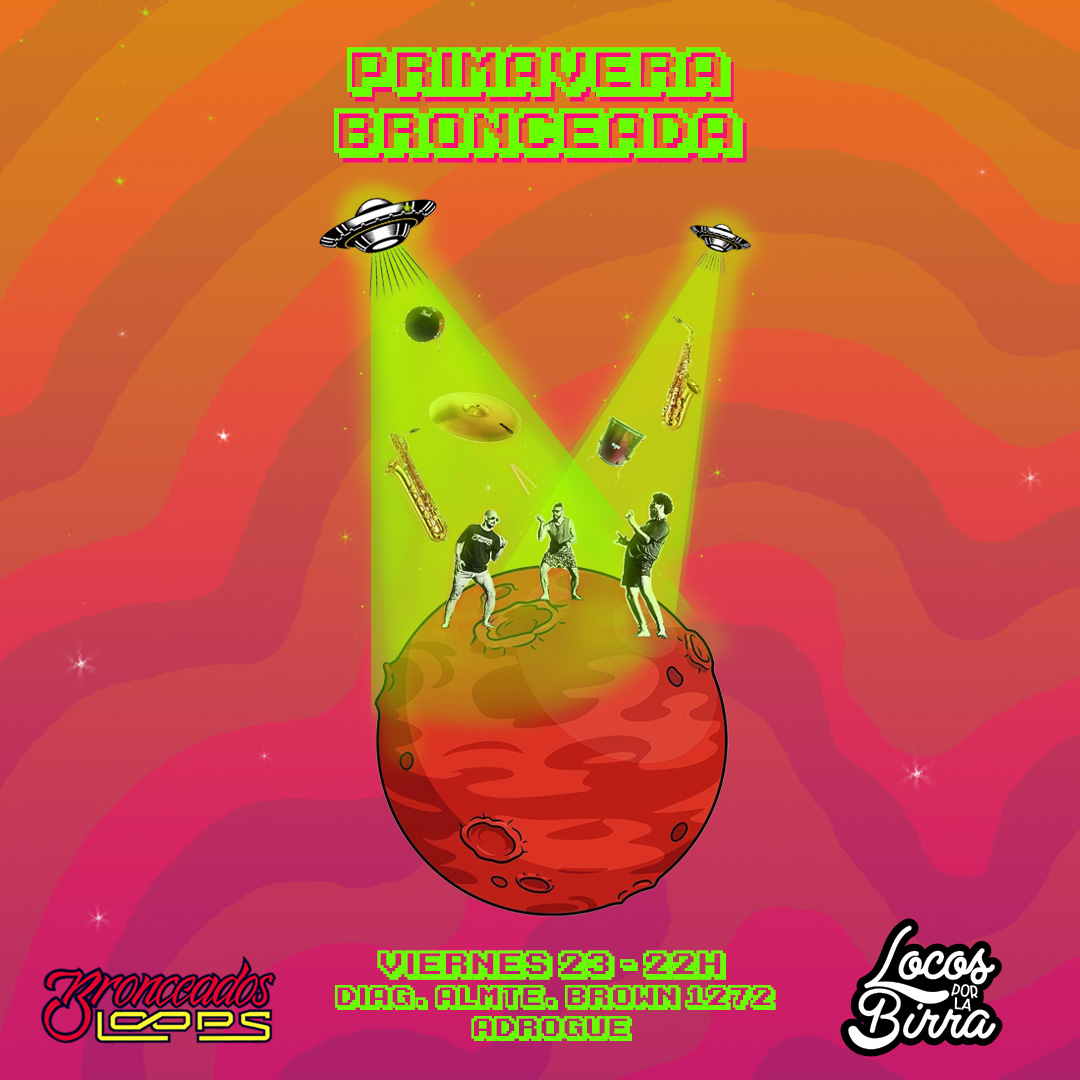 PRIMAVERA
BRONCEADA
VIERNES 23 - 22H
DIAG. ALMTE. BROWN 1272
ADROGUE
Bronceados
LOOPS
Locos
POR
LA
Birra